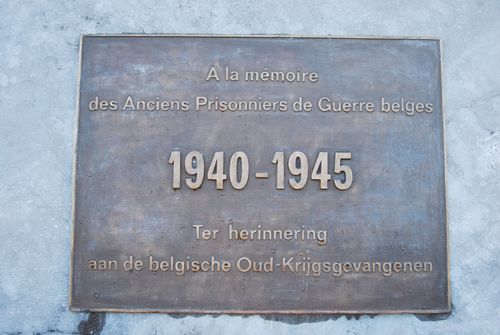 A la mémoire
des Anciens Prisonniers de Guerre belges
1940-1945
Ter herinnering
aan de belgische Oud-Krijgsgevangenen